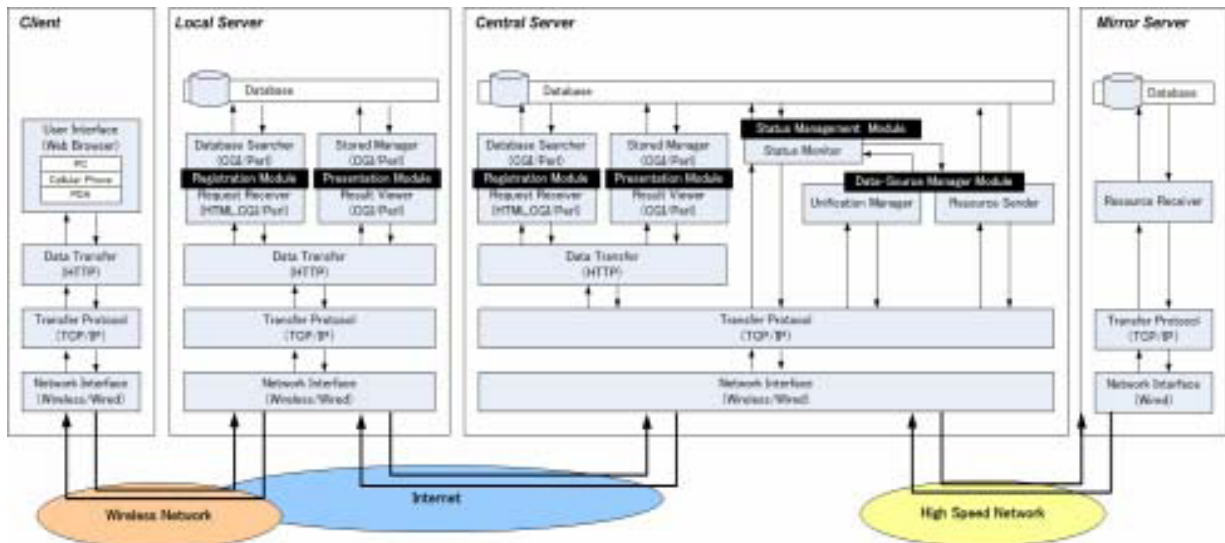 Client
User Interface
(Web Browser)
PC
Cellular Phone
PDA
Data Transfer
(HTTP)
Transfer Protocol
(TCP/IP)
Network Interface
(Wireless/Wired)
Local Server
Database
Database Searcher
(CGI/Perl)
Registration Module
Request Receiver
(HTML,CGI/Perl)
Stored Manager
(CGI/Perl)
Presentation Module
Result Viewer
(CGI/Perl)
Data Transfer
(HTTP)
Transfer Protocol
(TCP/IP)
Network Interface
(Wireless/Wired)
Central Server
Database
Database Searcher
(CGI/Perl)
Registration Module
Request Receiver
(HTML,CGI/Perl)
Stored Manager
(CGI/Perl)
Presentation Module
Result Viewer
(CGI/Perl)
Status Management Module
Status Monitor
Data-Source Manager Module
Unification Manager
Resource Sender
Data Transfer
(HTTP)
Transfer Protocol
(TCP/IP)
Network Interface
(Wireless/Wired)
Mirror Server
Database
Resource Receiver
Transfer Protocol
(TCP/IP)
Network Interface
(Wired)
Wireless Network
Internet
High Speed Network